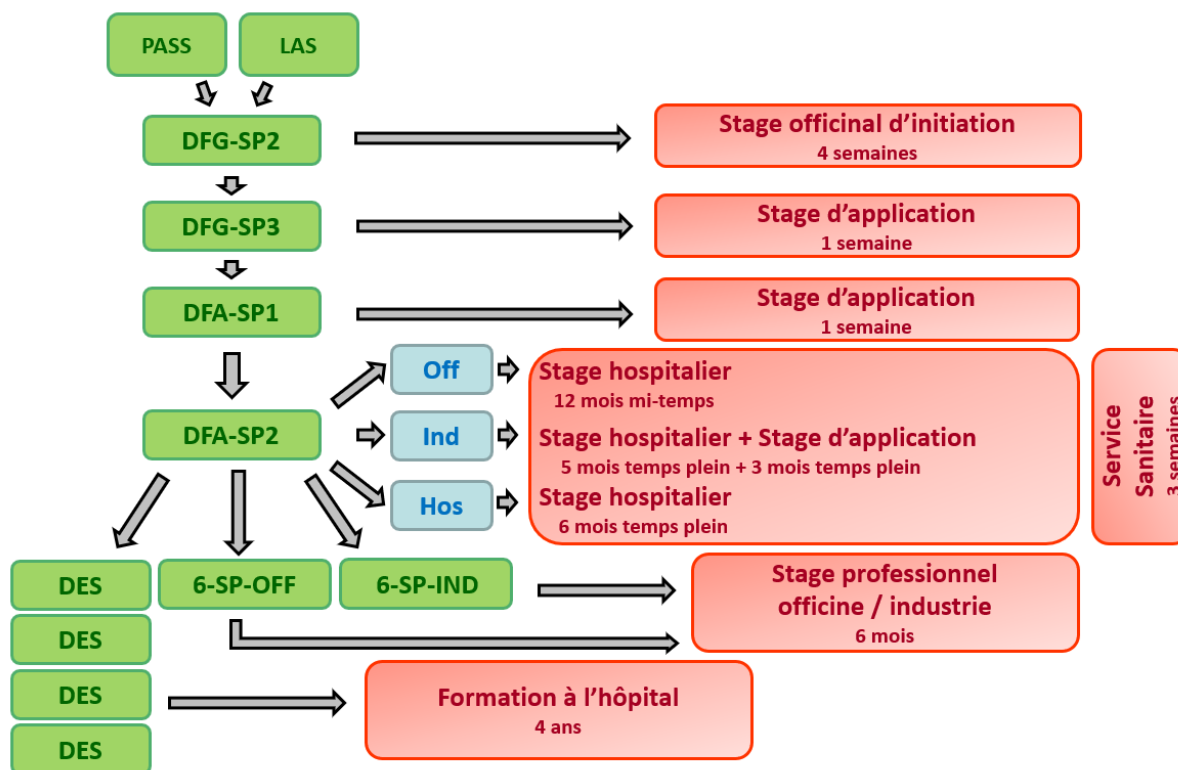 PASS
LAS
DFG-SP2
Stage officinal d’initiation
4 semaines
DFG-SP3
Stage d’application
1 semaine
DFA-SP1
Stage d’application
1 semaine
DFA-SP2
Off
Stage hospitalier
12 mois mi-temps
Ind
Stage hospitalier + Stage d’application
5 mois temps plein + 3 mois temps plein
Hos
Stage hospitalier
6 mois temps plein
Service
Sanitaire
3 semaines
DES
6-SP-OFF
6-SP-IND
Stage professionnel
officine / industrie
6 mois
DES
DES
Formation à l’hôpital
4 ans
DES